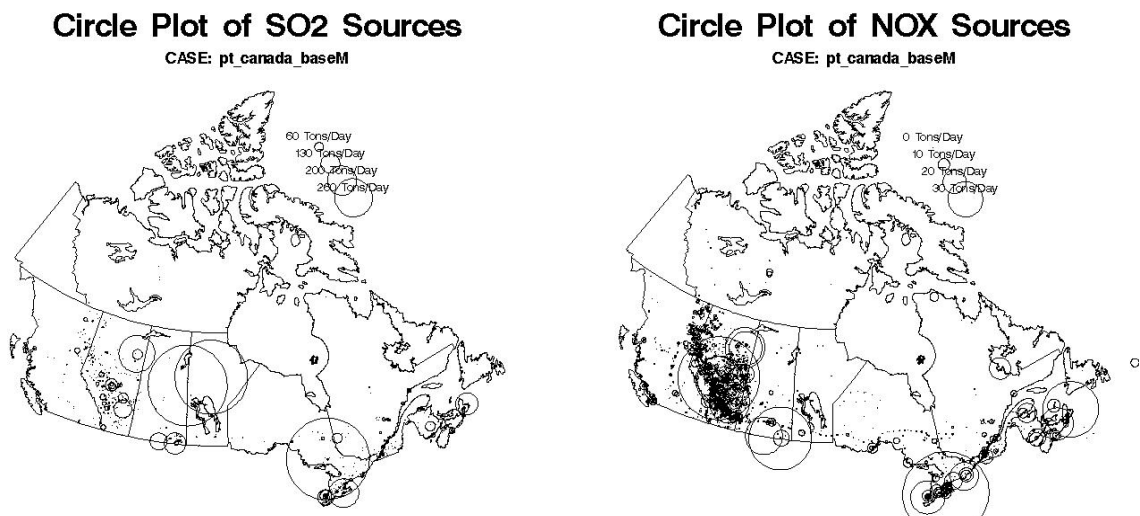 Circle Plot of SO2 Sources
CASE: pt_canada_baseM
60 Tons/Day
130 Tons/Day
200 Tons/Day
260 Tons/Day
Circle Plot of NOX Sources
CASE: pt_canada_baseM
0 Tons/Day
10 Tons/Day
20 Tons/Day
30 Tons/Day